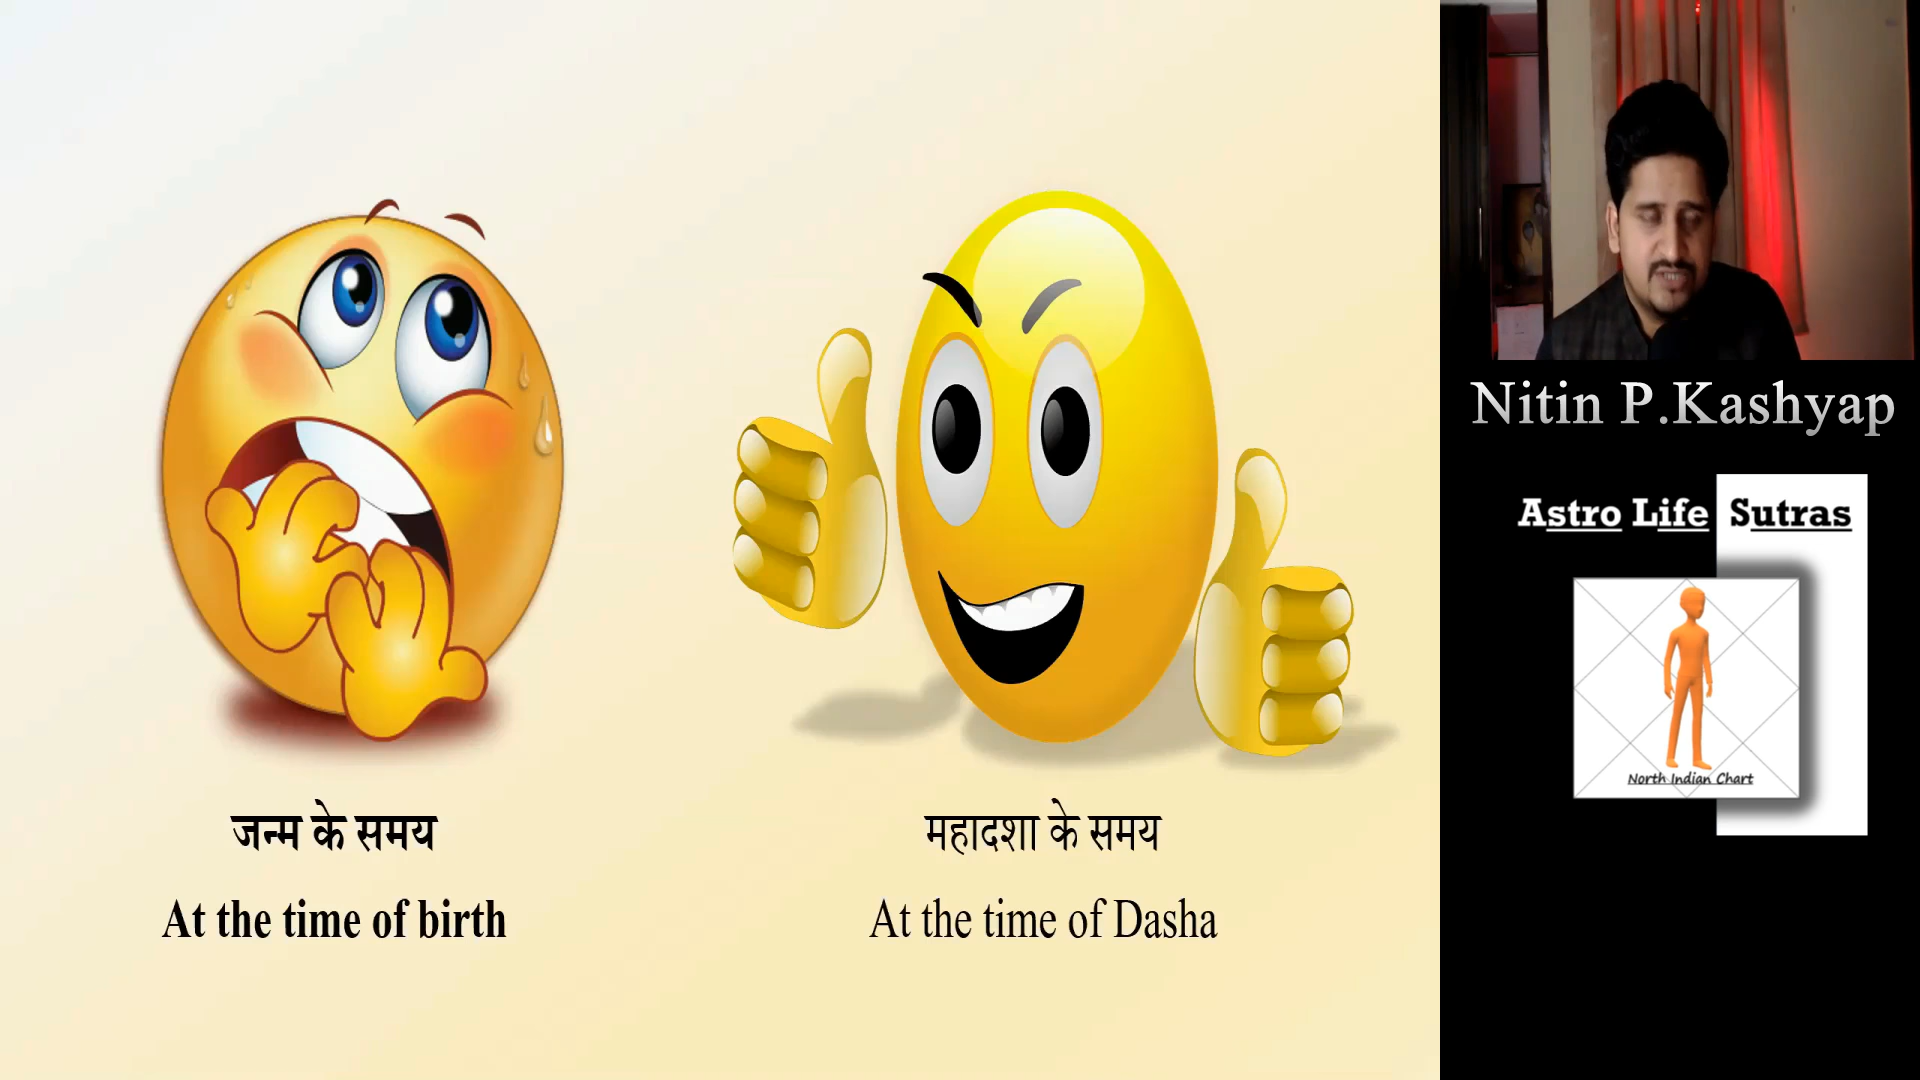 जन्म के समय
At the time of birth
महादशा के समय
At the time of Dasha
Nitin P.Kashyap
Astro Life Sutras
North Indian Chart